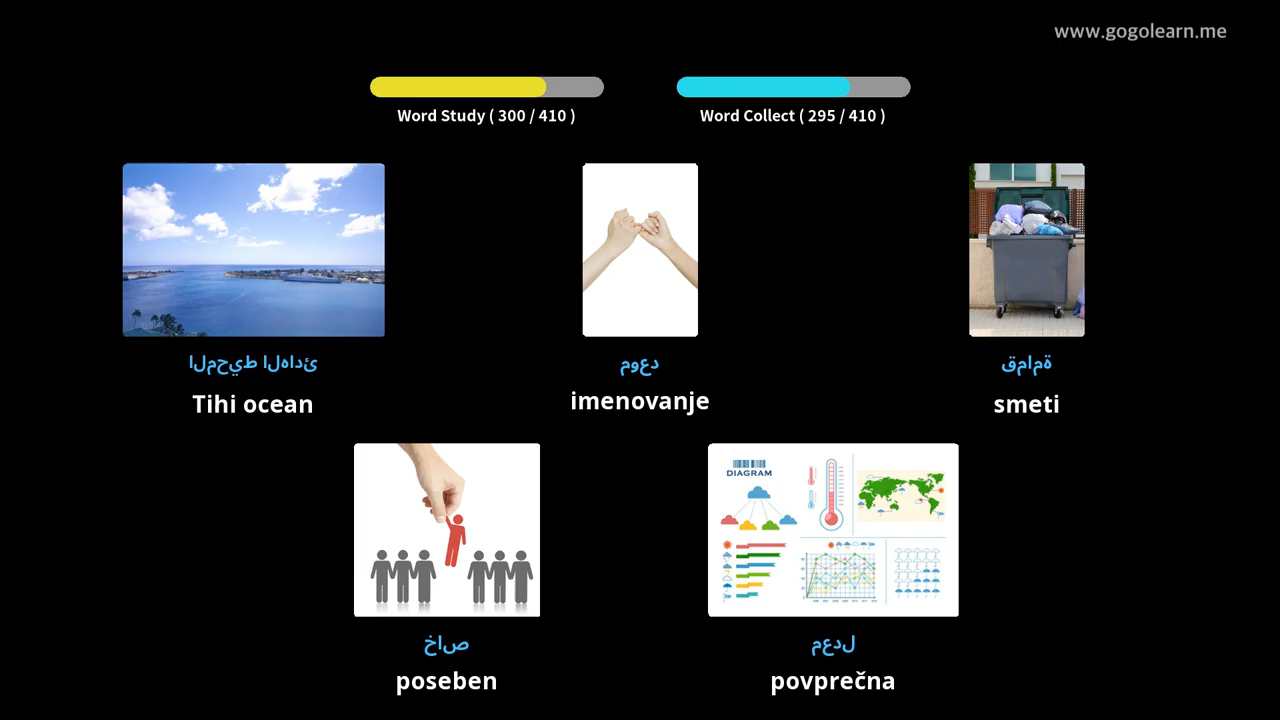 www.gogolearn.me
Word Study ( 300 / 410 )
Word Collect ( 295 / 410 )
المحيط الهادئ
موعد
قمامة
Tihi ocean
imenovanje
smeti
DIAGRAM
خاص
معدل
poseben
povprečna